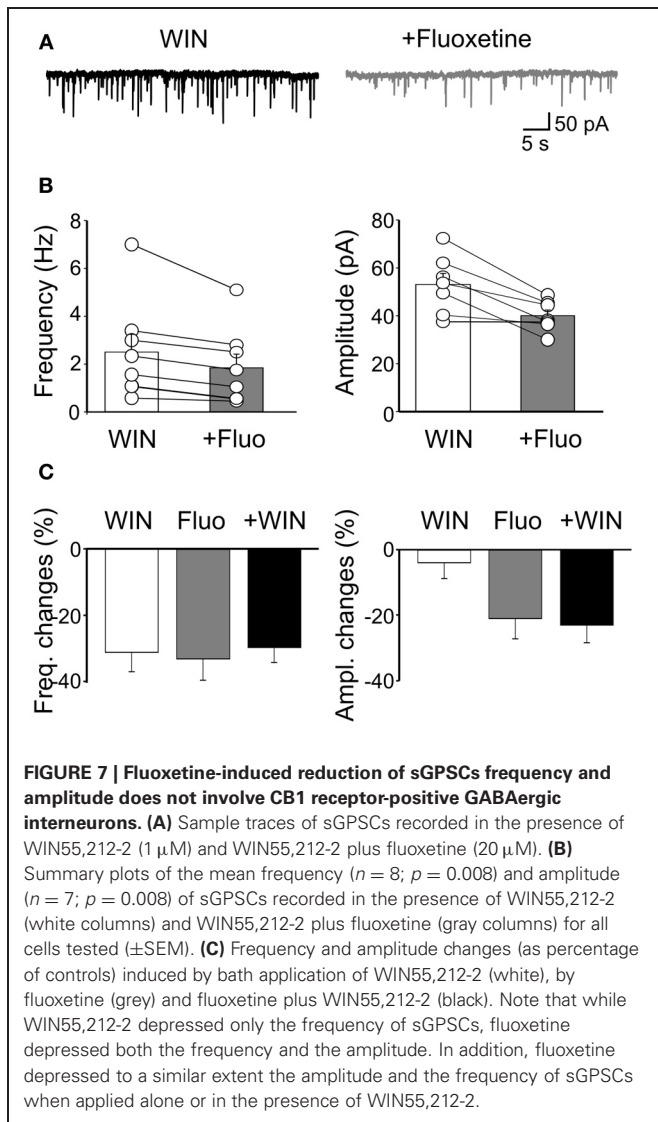 A
WIN
+Fluoxetine
50 pA
5 s
B
Frequency (Hz)
8
6
4
2
0
WIN
+Fluo
Amplitude (pA)
80
60
40
20
0
WIN
+Fluo
C
Freq. changes (%)
WIN Fluo +WIN
0
-20
-40
Ampl. changes (%)
WIN Fluo +WIN
0
-20
-40
FIGURE 7 | Fluoxetine-induced reduction of sGPSCs frequency and
amplitude does not involve CB1 receptor-positive GABAergic
interneurons. (A) Sample traces of sGPSCs recorded in the presence of
WIN55,212-2 (1 μM) and WIN55,212-2 plus fluoxetine (20 μM). (B)
Summary plots of the mean frequency (n = 8; p = 0.008) and amplitude
(n = 7; p = 0.008) of sGPSCs recorded in the presence of WIN55,212-2
(white columns) and WIN55,212-2 plus fluoxetine (gray columns) for all
cells tested (±SEM). (C) Frequency and amplitude changes (as percentage
of controls) induced by bath application of WIN55,212-2 (white), by
fluoxetine (grey) and fluoxetine plus WIN55,212-2 (black). Note that while
WIN55,212-2 depressed only the frequency of sGPSCs, fluoxetine
depressed both the frequency and the amplitude. In addition, fluoxetine
depressed to a similar extent the amplitude and the frequency of sGPSCs
when applied alone or in the presence of WIN55,212-2.